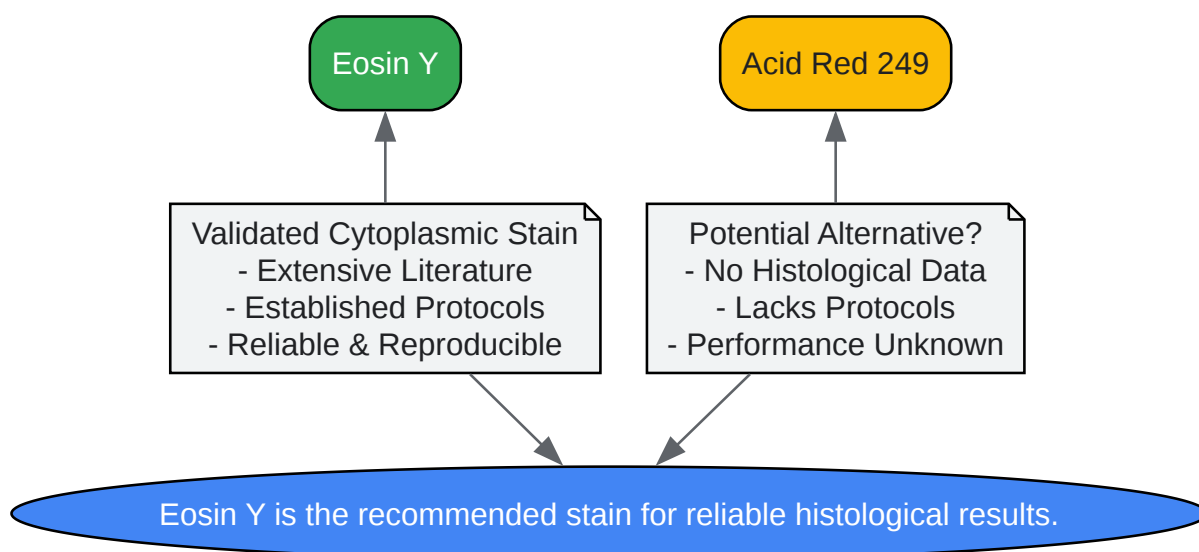 Eosin Y
Acid Red 249
Validated Cytoplasmic Stain
- Extensive Literature
- Established Protocols
- Reliable & Reproducible
Potential Alternative?
- No Histological Data
- Lacks Protocols
- Performance Unknown
Eosin Y is the recommended stain for reliable histological results.